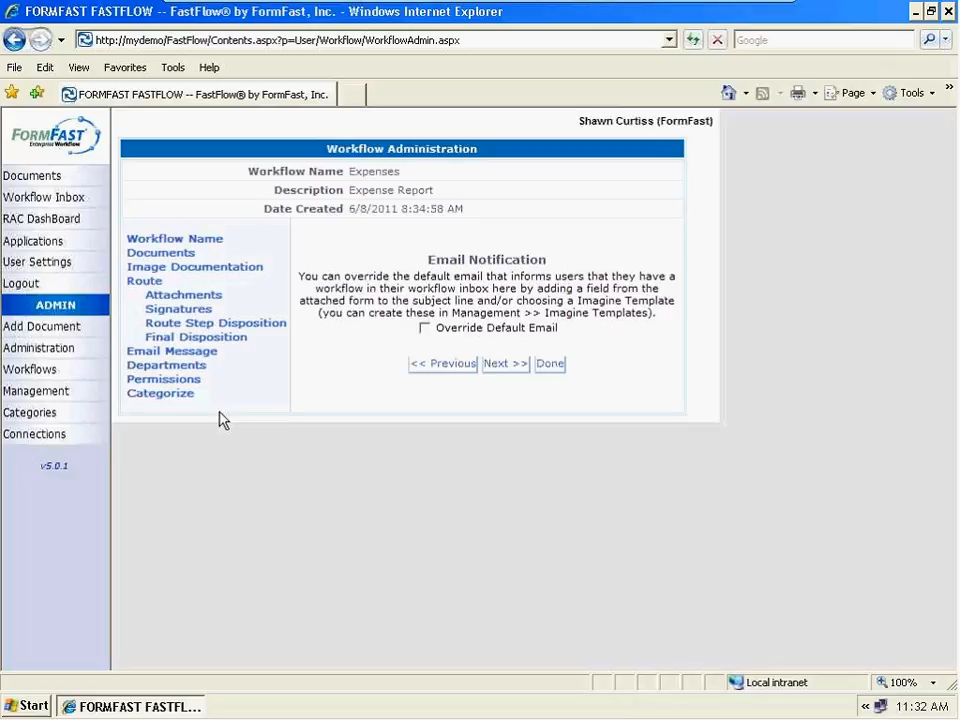 FORMFAST FASTFLOW -- FastFlow® by FormFast, Inc. - Windows Internet Explorer
http://mydemo/FastFlow/Contents.aspx?p=User/Workflow/WorkflowAdmin.aspx
Google
File Edit View Favorites Tools Help
FORMFAST FASTFLOW -- FastFlow® by FormFast, Inc.
Page Tools »
FORMFAST
Enterprise Workflow
Shawn Curtiss (FormFast)
Documents
Workflow Inbox
RAC DashBoard
Applications
User Settings
Logout
ADMIN
Add Document
Administration
Workflows
Management
Categories
Connections
v5.0.1
Workflow Administration
Workflow Name Expenses
Description Expense Report
Date Created 6/8/2011 8:34:58 AM
Workflow Name
Documents
Image Documentation
Route
Attachments
Signatures
Route Step Disposition
Final Disposition
Email Message
Departments
Permissions
Categorize
Email Notification
You can override the default email that informs users that they have a
workflow in their workflow inbox here by adding a field from the
attached form to the subject line and/or choosing a Imagine Template
(you can create these in Management >> Imagine Templates).
Override Default Email
<< Previous Next >> Done
Local intranet 100%
Start FORMFAST FASTFL... « 11:32 AM